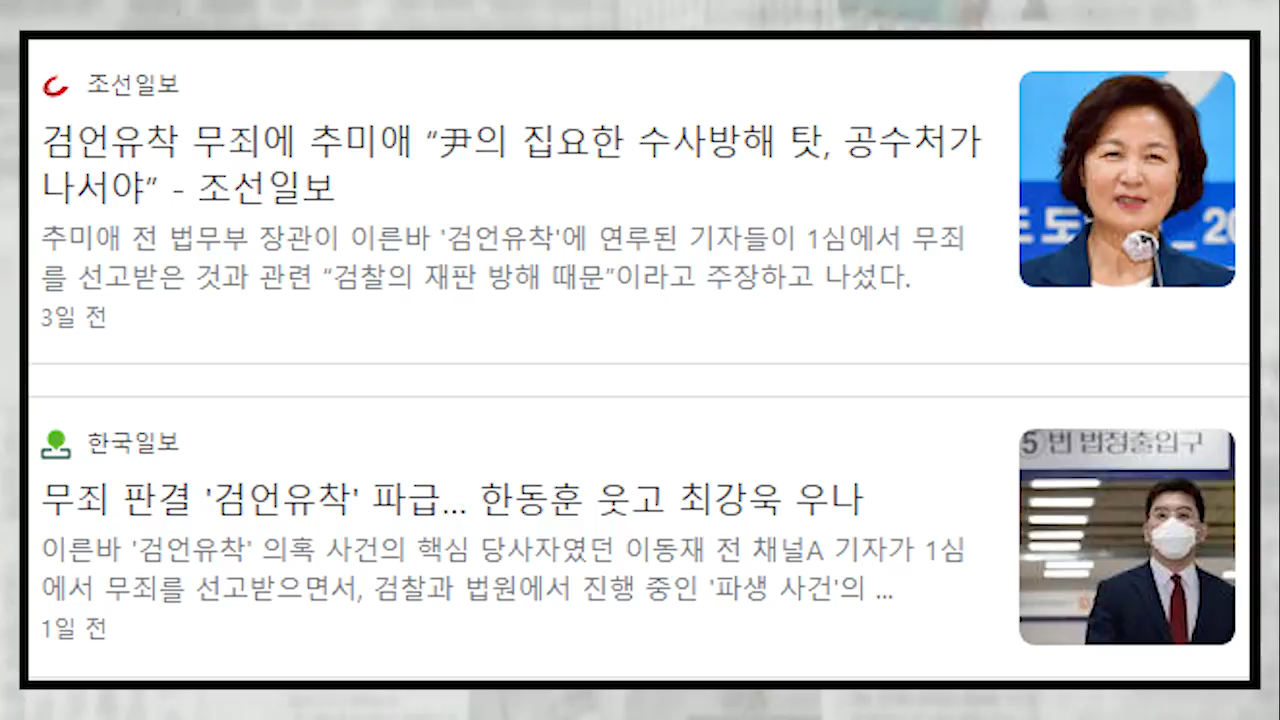 조선일보
검언유착 무죄에 추미애 “尹의 집요한 수사방해 탓, 공수처가
나서야” - 조선일보
추미애 전 법무부 장관이 이른바 '검언유착'에 연루된 기자들이 1심에서 무죄
를 선고받은 것과 관련 “검찰의 재판 방해 때문”이라고 주장하고 나섰다.
3일 전
한국일보
무죄 판결 '검언유착' 파급... 한동훈 웃고 최강욱 우나
이른바 '검언유착' 의혹 사건의 핵심 당사자였던 이동재 전 채널A 기자가 1심
에서 무죄를 선고받으면서, 검찰과 법원에서 진행 중인 '파생 사건'의 ...
1일 전
5번 법정출입구